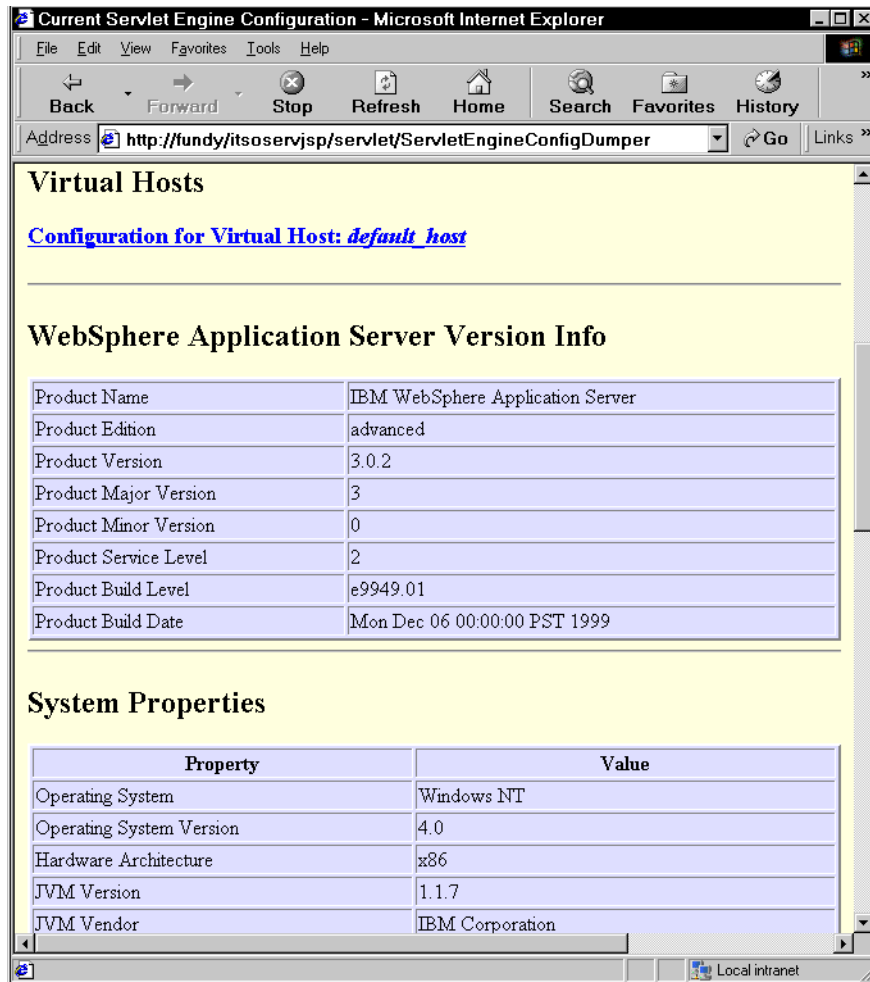 Current Servlet Engine Configuration - Microsoft Internet Explorer
File Edit View Favorites Tools Help
Back Forward Stop Refresh Home Search Favorites History »
Address http://fundy/itsoservjsp/servlet/ServletEngineConfigDumper Go Links »
Virtual Hosts
Configuration for Virtual Host: default_host
WebSphere Application Server Version Info
Product Name IBM WebSphere Application Server
Product Edition advanced
Product Version 3.0.2
Product Major Version 3
Product Minor Version 0
Product Service Level 2
Product Build Level e9949.01
Product Build Date Mon Dec 06 00:00:00 PST 1999
System Properties
Property Value
Operating System Windows NT
Operating System Version 4.0
Hardware Architecture x86
JVM Version 1.1.7
JVM Vendor IBM Corporation
Local intranet